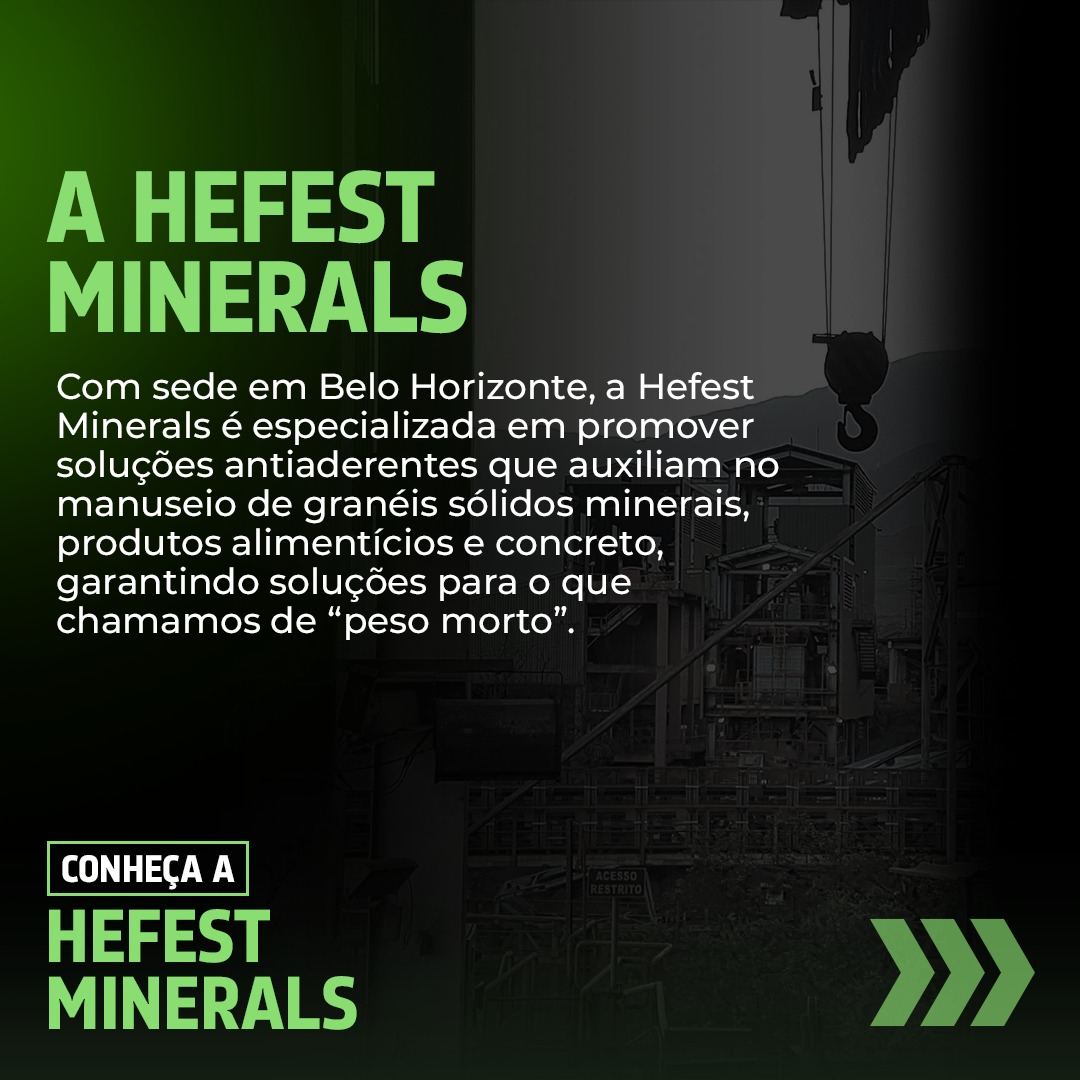 A HEFEST
MINERALS
Com sede em Belo Horizonte, a Hefest
Minerals é especializada em promover
soluções antiaderentes que auxiliam no
manuseio de granéis sólidos minerais,
produtos alimentícios e concreto,
garantindo soluções para o que
chamamos de “peso morto”.
ACESSO
RESTRITO
CONHEÇA A
HEFEST
MINERALS